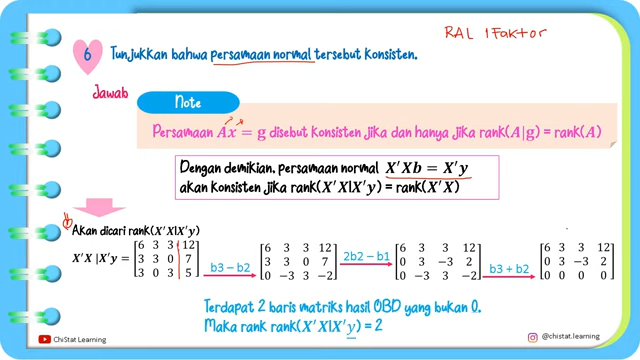 RAL 1 Faktor
6 Tunjukkan bahwa persamaan normal tersebut konsisten.
Jawab
Note
Persamaan Ax = g disebut konsisten jika dan hanya jika rank(A|g) = rank(A)
Dengan demikian, persamaan normal X'Xb = X'y
akan konsisten jika rank(X'X|X'y) = rank(X'X)
Akan dicari rank(X'X|X'y)
X'X |X'y = [6 3 3 12] b3 − b2 [6 3 3 12] 2b2 − b1 [6 3 3 12] b3 + b2 [6 3 3 12]
[3 3 0 7] [3 3 0 7] [0 3 −3 2] [0 3 −3 2]
[3 0 3 5] [0 −3 3 −2] [0 −3 3 −2] [0 0 0 0]
Terdapat 2 baris matriks hasil OBD yang bukan 0.
Maka rank rank(X'X|X'y) = 2
ChiStat Learning
@chistat.learning